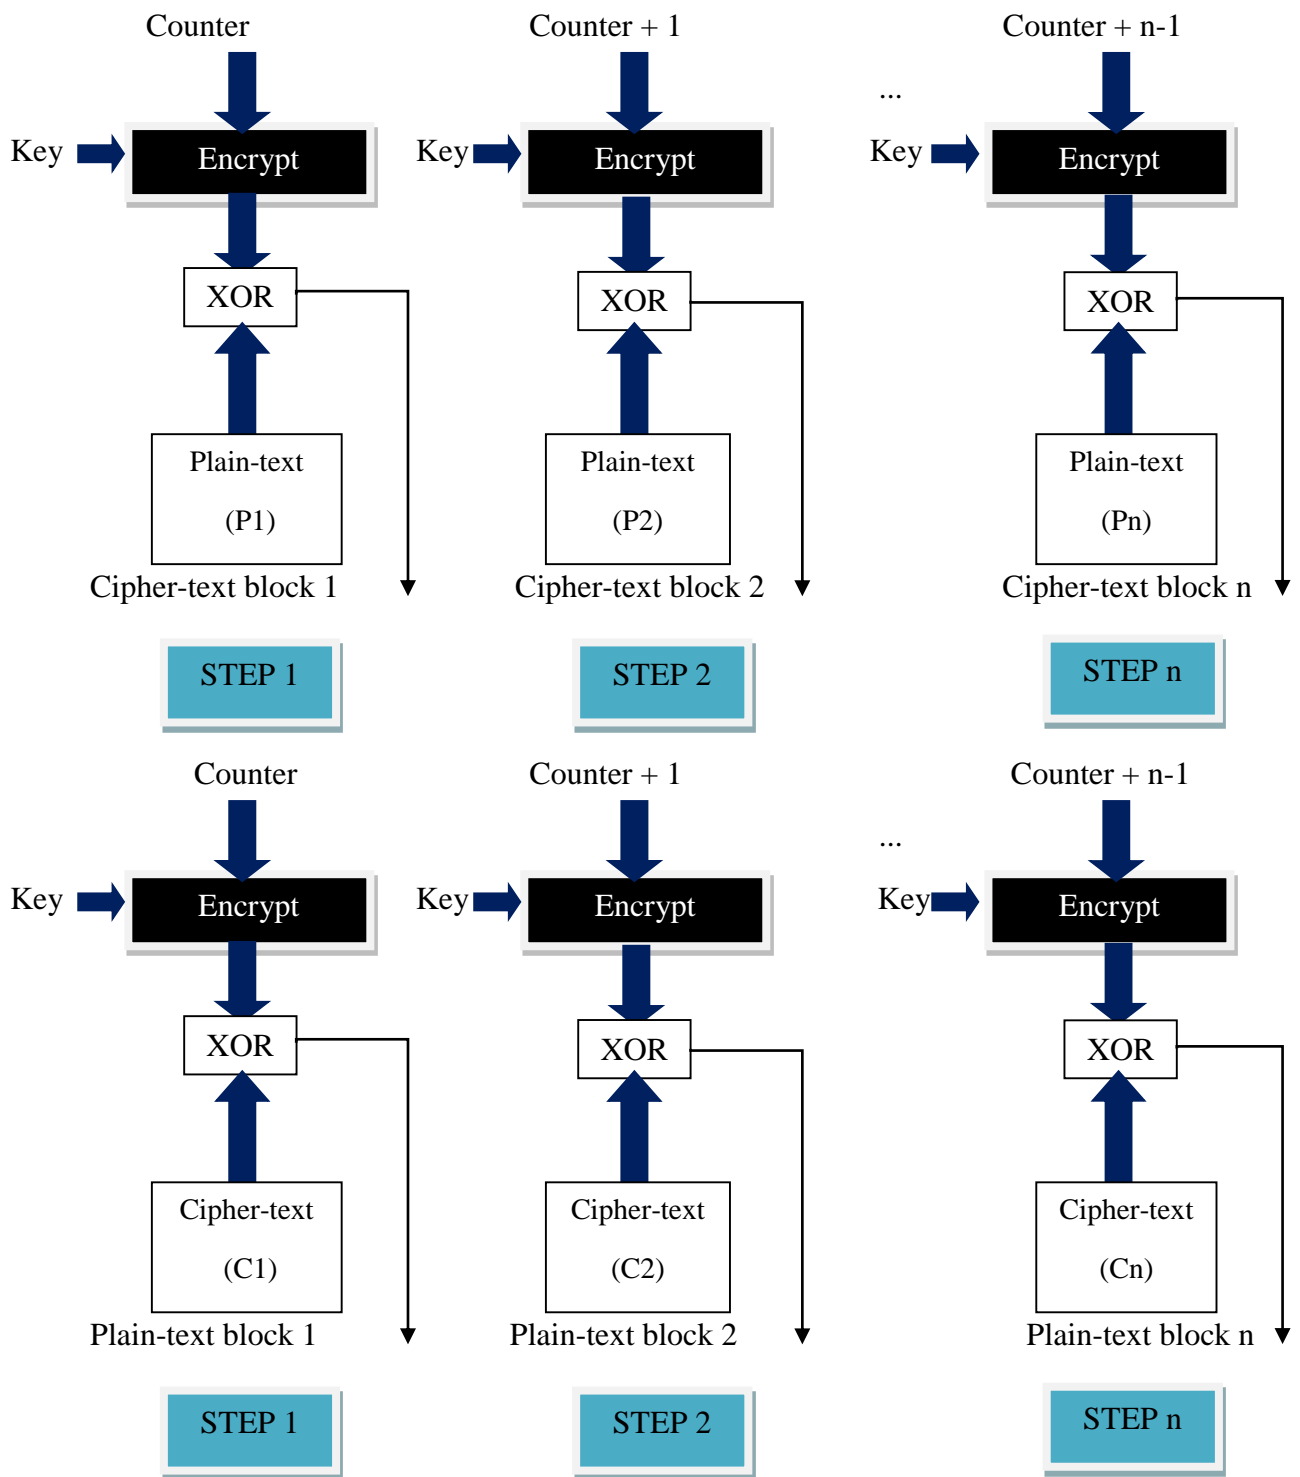 Counter Counter + 1 Counter + n-1
...
Key Encrypt Key Encrypt Key Encrypt
XOR XOR XOR
Plain-text Plain-text Plain-text
(P1) (P2) (Pn)
Cipher-text block 1 Cipher-text block 2 Cipher-text block n
STEP 1 STEP 2 STEP n
Counter Counter + 1 Counter + n-1
...
Key Encrypt Key Encrypt Key Encrypt
XOR XOR XOR
Cipher-text Cipher-text Cipher-text
(C1) (C2) (Cn)
Plain-text block 1 Plain-text block 2 Plain-text block n
STEP 1 STEP 2 STEP n